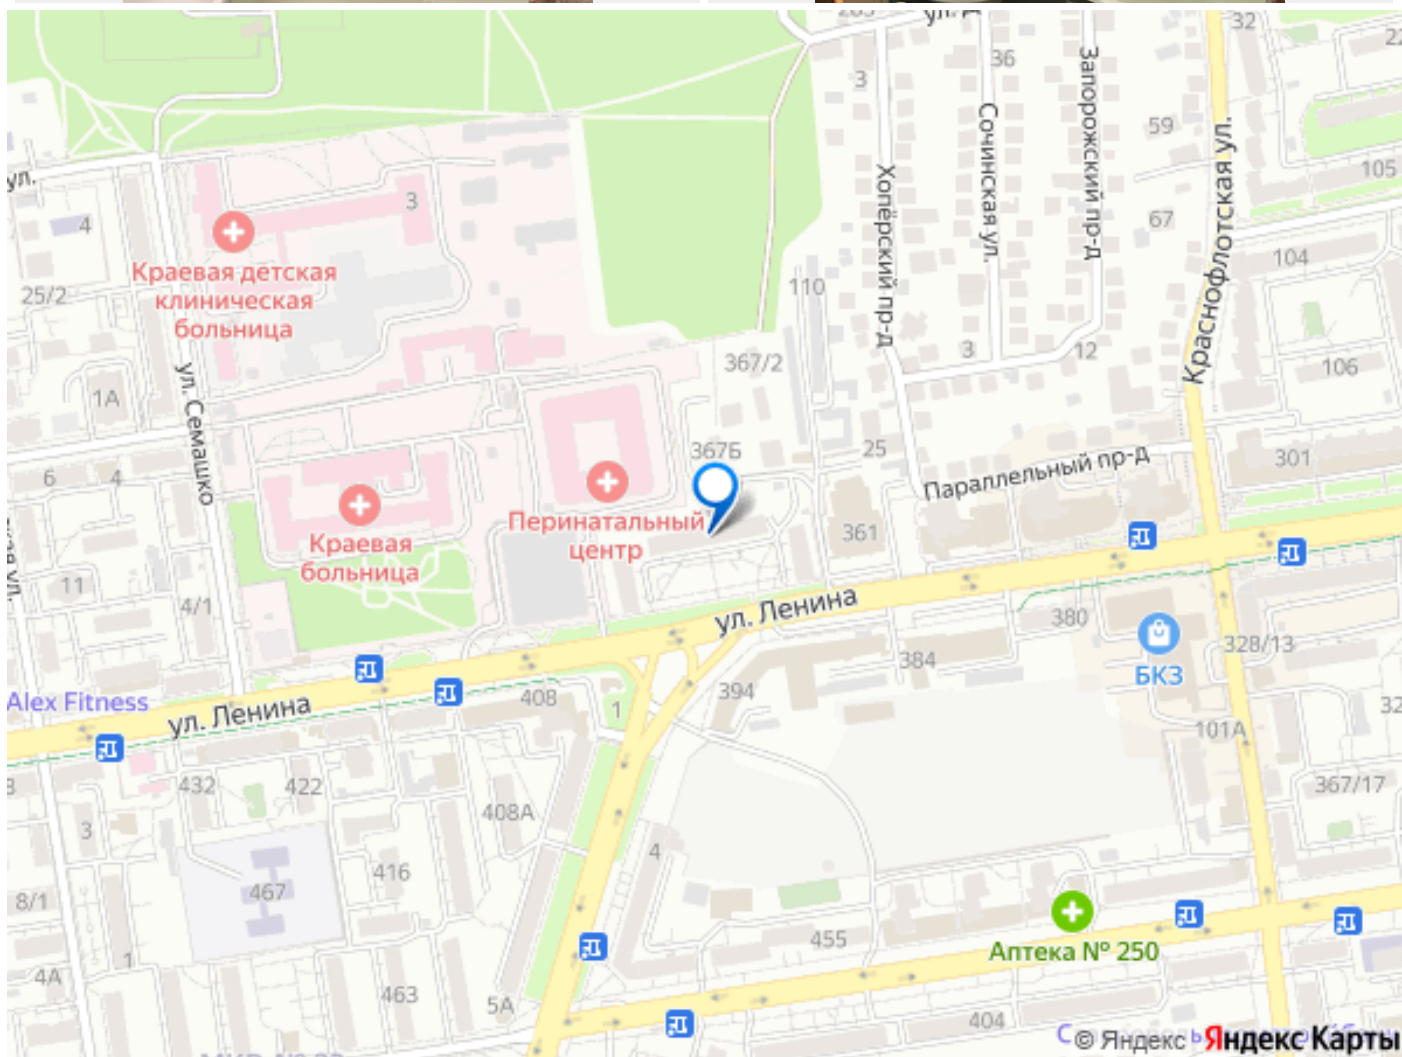 32
36
3
Запорожский пр-д
59
Сочинская ул.
Краснофлотская ул.
105
Хопёрский пр-д
ул.
3
4
67
104
Краевая детская
клиническая
больница
25/2
110
3
12
367/2
106
1А
ул. Семашко
367Б
25
Параллельный пр-д
301
6
4
Перинатальный
центр
361
Краевая
больница
11
4/1
ул. Ленина
380
328/13
384
БКЗ
394
408
1
Alex Fitness
ул. Ленина
101А
432
422
408А
367/17
3
4
416
467
8/1
455
Аптека № 250
1
4А
463
5А
404
© Яндекс Яндекс Карты